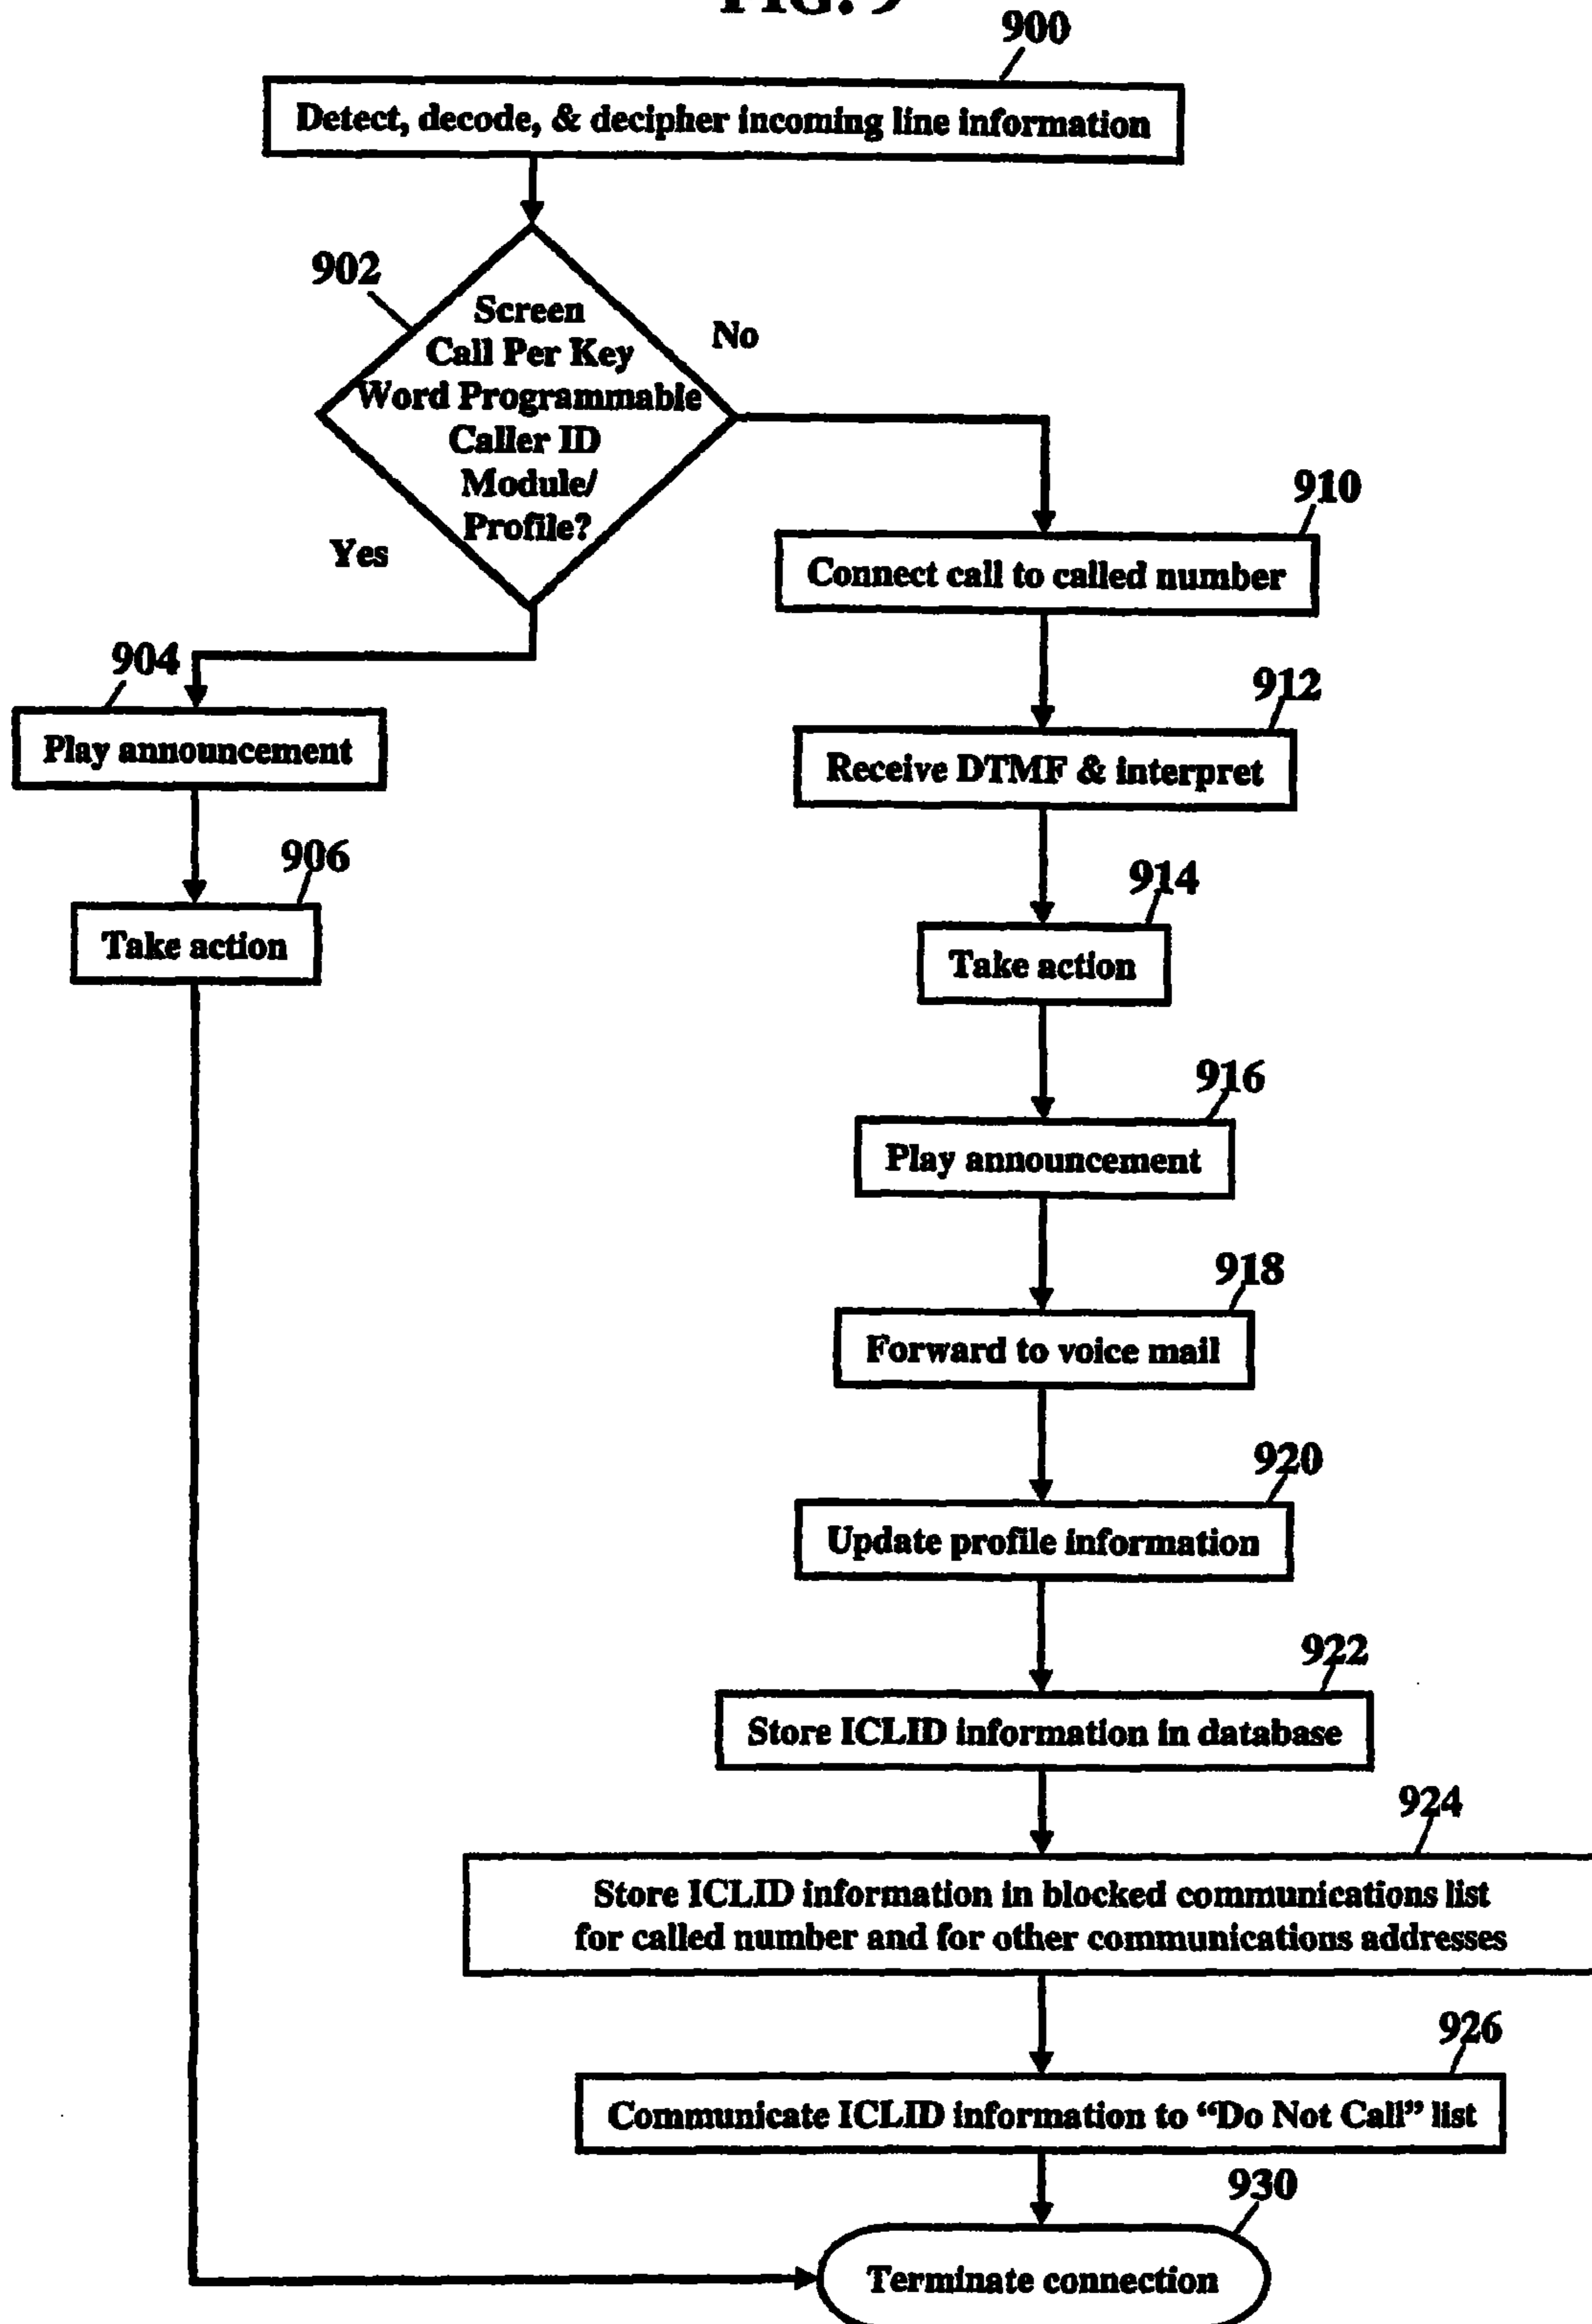 FIG. 9
900
Detect, decode, & decipher incoming line information
902
Screen
Call Per Key
Word Programmable
Caller ID
Module/
Profile?
No
Yes
910
Connect call to called number
904
Play announcement
912
Receive DTMF & interpret
906
Take action
914
Take action
916
Play announcement
918
Forward to voice mail
920
Update profile information
922
Store ICLID information in database
924
Store ICLID information in blocked communications list
for called number and for other communications addresses
926
Communicate ICLID information to “Do Not Call” list
930
Terminate connection